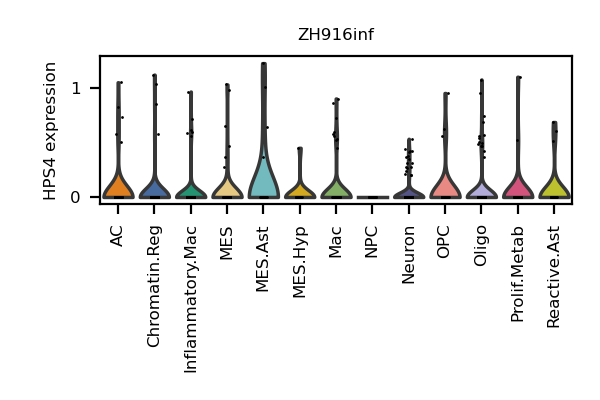 ZH916inf
HPS4 expression
1
0
AC
Chromatin.Reg
Inflammatory.Mac
MES
MES.Ast
MES.Hyp
Mac
NPC
Neuron
OPC
Oligo
Prolif.Metab
Reactive.Ast